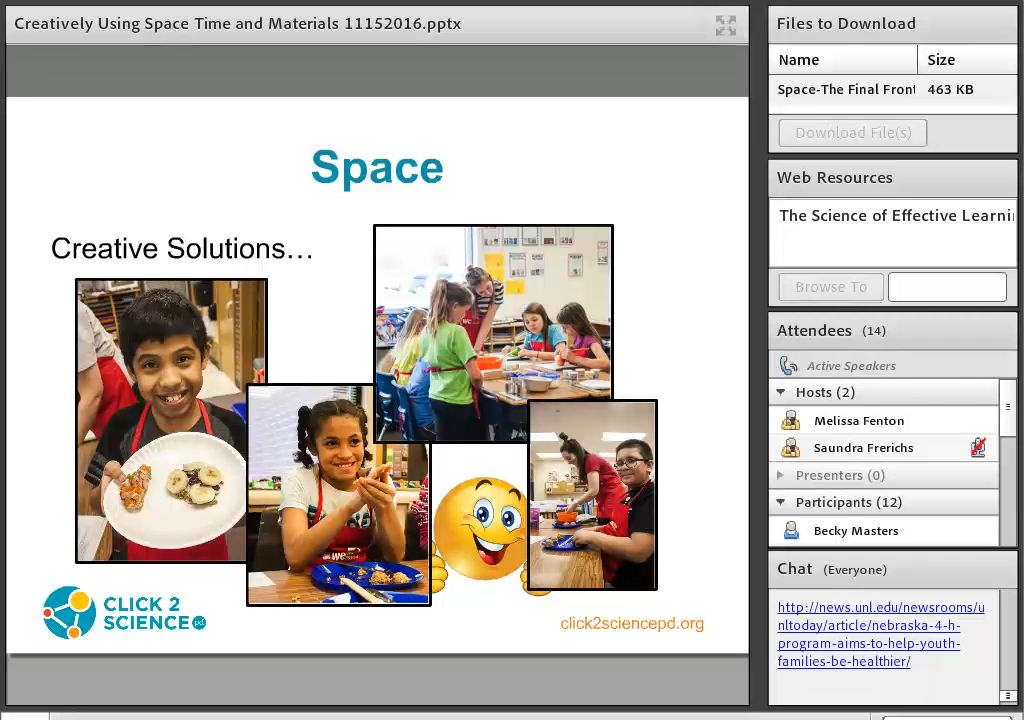 Creatively Using Space Time and Materials 11152016.pptx
Space
Creative Solutions...
we
CLICK 2
SCIENCE pd
click2sciencepd.org
Files to Download
Name Size
Space-The Final Front 463 KB
Download File(s)
Web Resources
The Science of Effective Learni
Browse To
Attendees (14)
Active Speakers
Hosts (2)
Melissa Fenton
Saundra Frerichs
Presenters (0)
Participants (12)
Becky Masters
Chat (Everyone)
http://news.unl.edu/newsrooms/u
nltoday/article/nebraska-4-h-
program-aims-to-help-youth-
families-be-healthier/